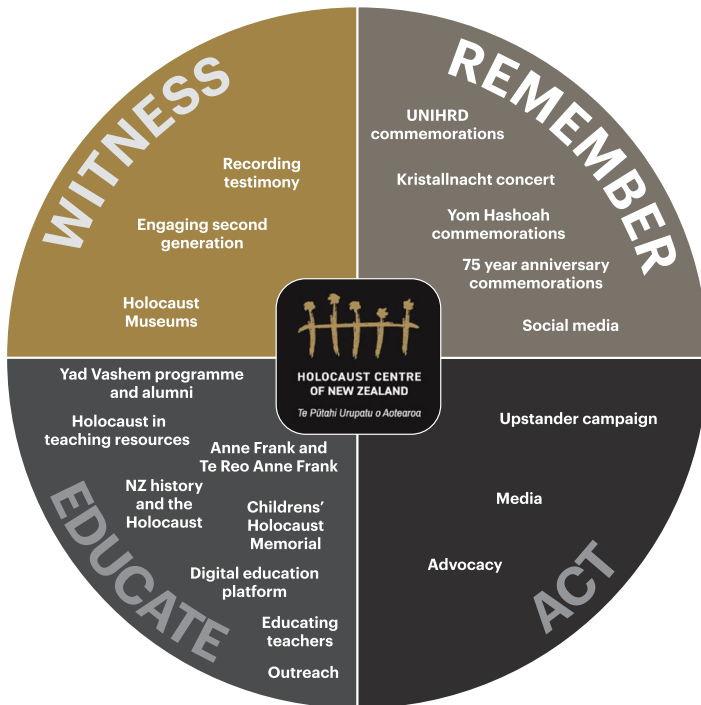 WITNESS
Recording
testimony
Engaging second
generation
Holocaust
Museums
REMEMBER
UNIHRD
commemorations
Kristallnacht concert
Yom Hashoah
commemorations
75 year anniversary
commemorations
Social media
HOLOCAUST CENTRE
OF NEW ZEALAND
Te Pūtahi Urupatu o Aotearoa
EDUCATE
Yad Vashem programme
and alumni
Holocaust in
teaching resources
Anne Frank and
Te Reo Anne Frank
NZ history
and the
Holocaust
Childrens’
Holocaust
Memorial
Digital education
platform
Educating
teachers
Outreach
ACT
Upstander campaign
Media
Advocacy